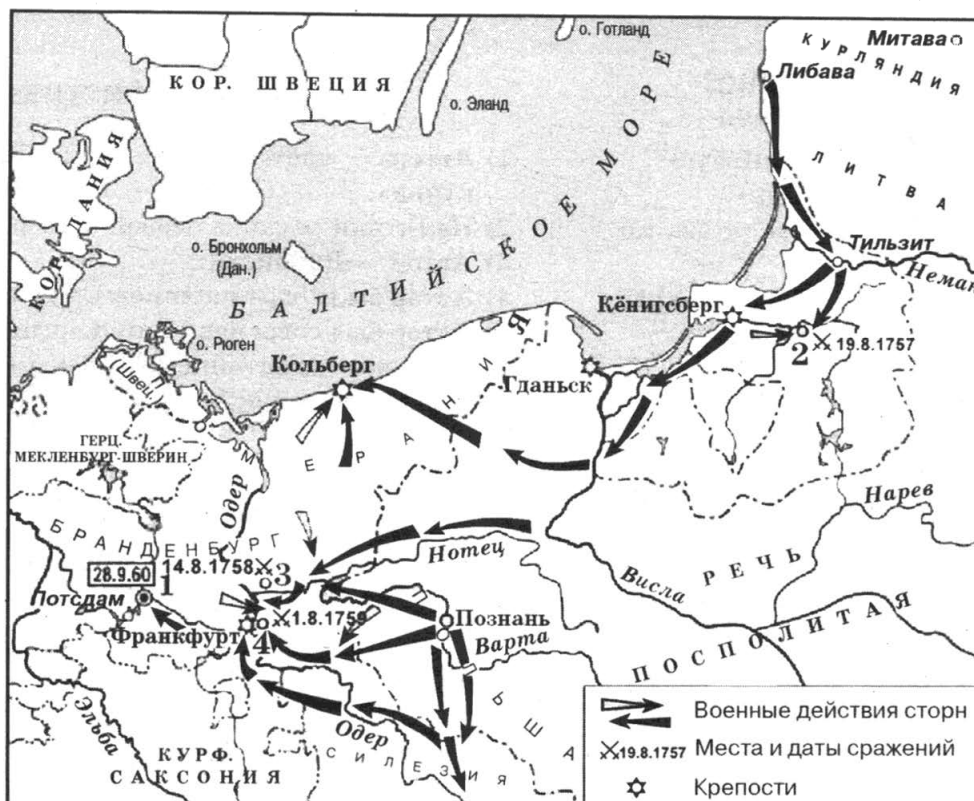 о. Готланд
Митава
КУРЛЯНДИЯ
Либава
КОР. ШВЕЦИЯ
о. Эланд
ЛИТВА
КОР. ДАНИЯ
БАЛТИЙСКОЕ МОРЕ
о. Бронхольм
(Дан.)
Тильзит
Неман
Кёнигсберг
о. Рюген
(Швец.)
Кольберг
Гданьск
2
19.8.1757
ПОМЕРАНИЯ
ГЕРЦ.
МЕКЛЕНБУРГ-ШВЕРИН
Одер
Нарев
БРАНДЕНБУРГ
14.8.1758
3
Нотец
Висла
РЕЧЬ
28.9.60
1
Потсдам
1.8.1759
Познань
Франкфурт
4
Варта
ПОСПОЛИТАЯ
ПОЛЬША
Эльба
КУРФ.
САКСОНИЯ
Одер
СИЛЕЗИЯ
Военные действия сторн
19.8.1757 Места и даты сражений
Крепости